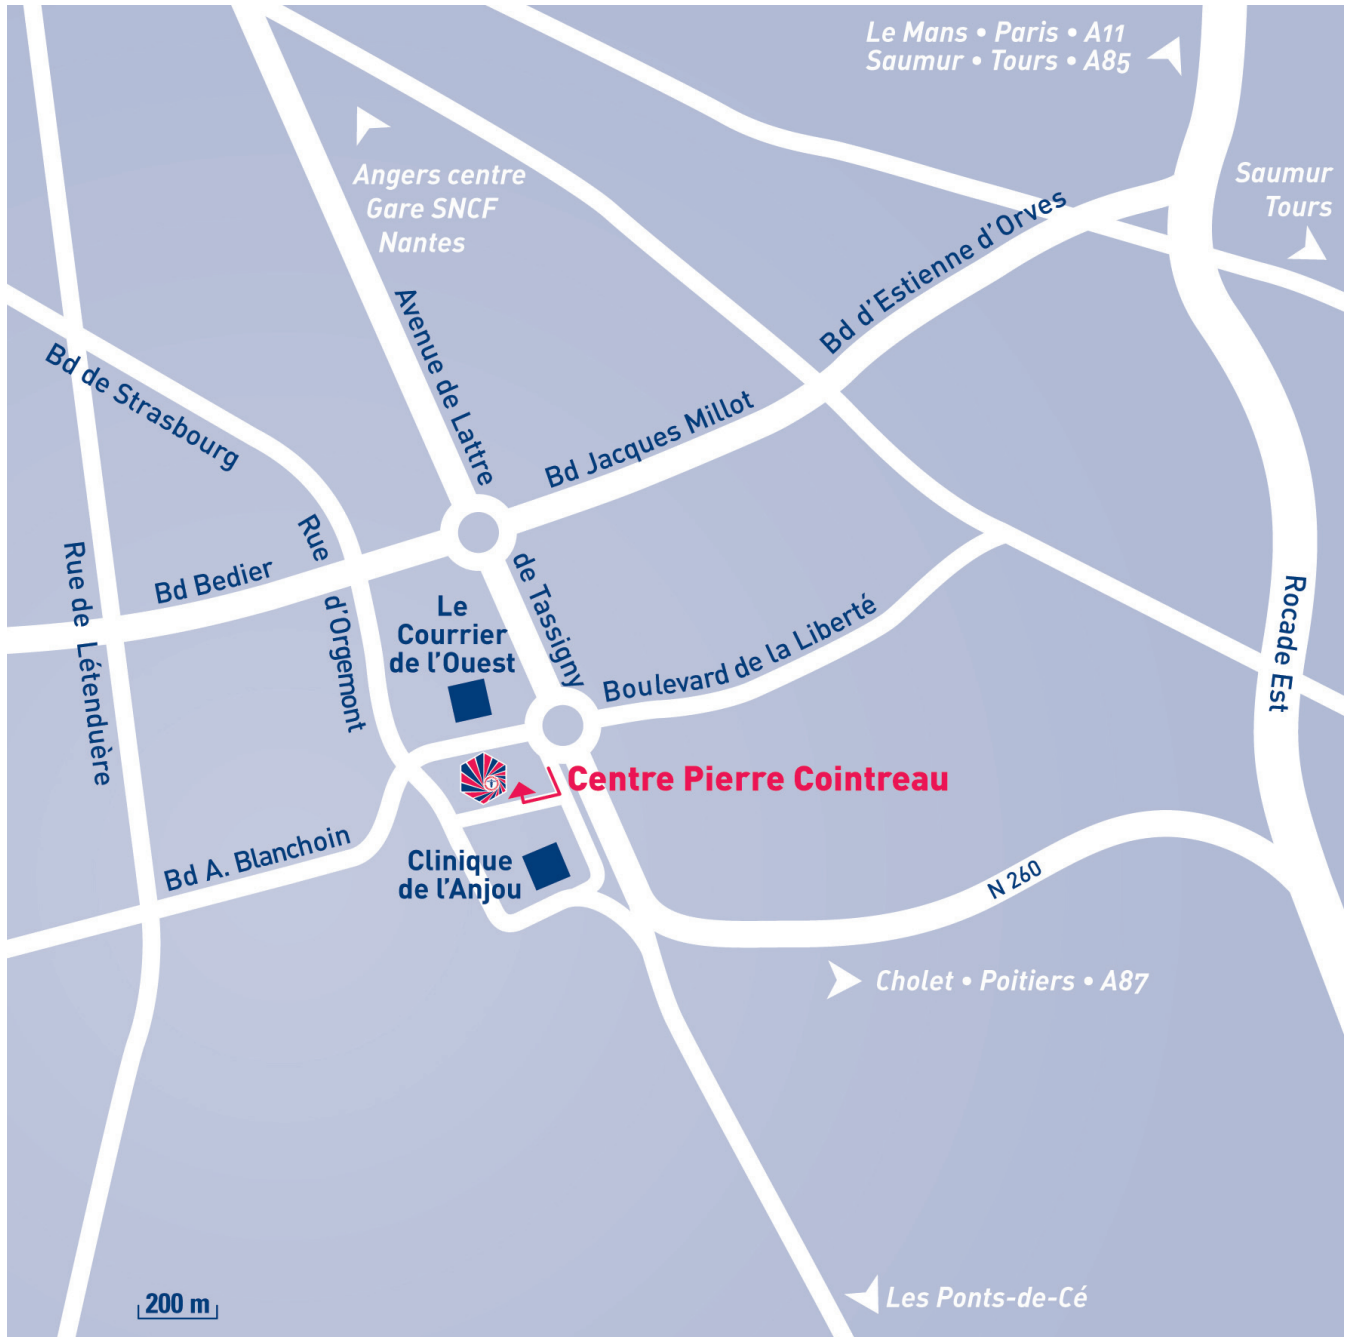 Le Mans • Paris • A11
Saumur • Tours • A85
Saumur
Tours
Angers centre
Gare SNCF
Nantes
Bd d'Estienne d'Orves
Avenue de Lattre
de Tassigny
Bd de Strasbourg
Bd Jacques Millot
Rue d'Orgemont
Bd Bedier
Rue de Létenduère
Le
Courrier
de l'Ouest
Boulevard de la Liberté
Rocade Est
Centre Pierre Cointreau
Bd A. Blanchoin
Clinique
de l'Anjou
N 260
Cholet • Poitiers • A87
Les Ponts-de-Cé
200 m